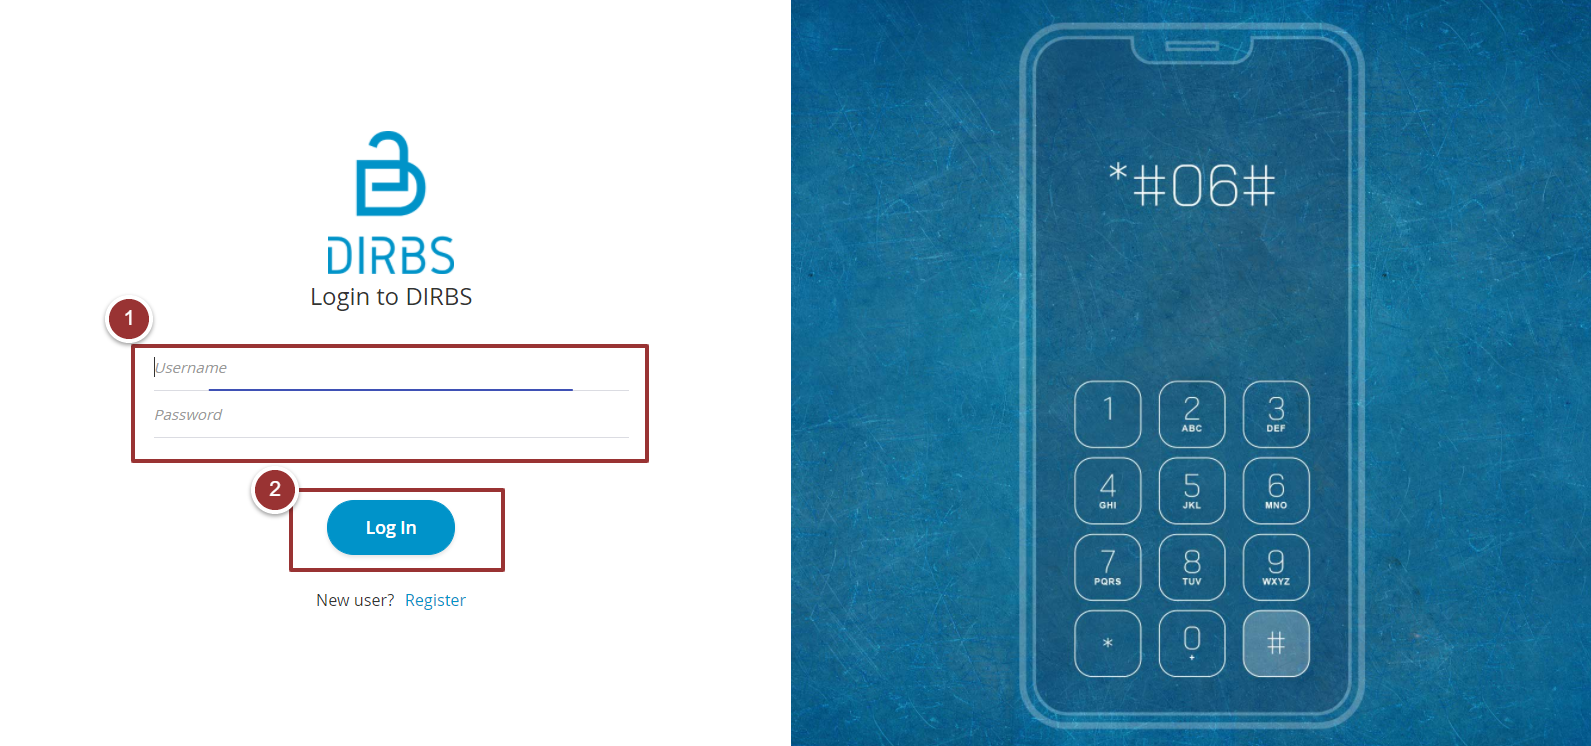 DIRBS
Login to DIRBS
1
Username
Password
2
Log In
New user? Register
*#06#
1 2 3
ABC DEF
4 5 6
GHI JKL MNO
7 8 9
PQRS TUV WXYZ
* 0 #
+